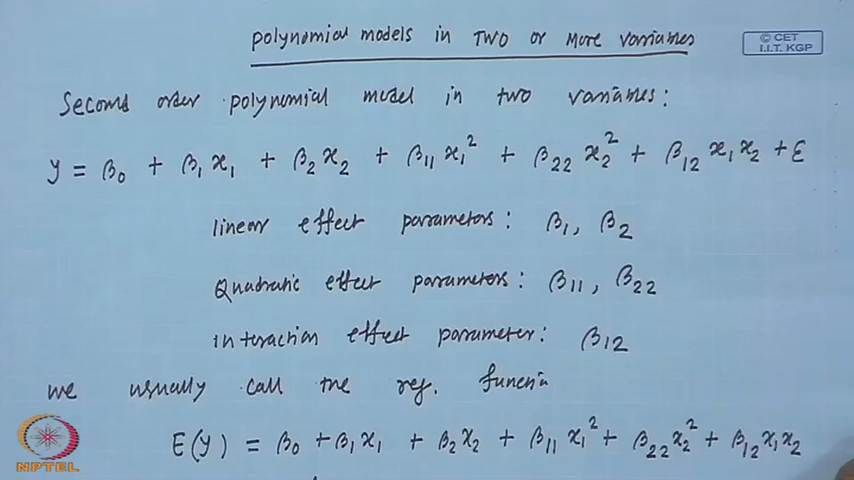 polynomial models in two or more variables
© CET
I.I.T. KGP
Second order polynomial model in two variables:
y = β₀ + β₁x₁ + β₂x₂ + β₁₁x₁² + β₂₂x₂² + β₁₂x₁x₂ + ε
linear effect parameters: β₁, β₂
Quadratic effect parameters: β₁₁, β₂₂
interaction effect parameter: β₁₂
we usually call the reg. functio
E(y) = β₀ + β₁x₁ + β₂x₂ + β₁₁x₁² + β₂₂x₂² + β₁₂x₁x₂
NPTEL